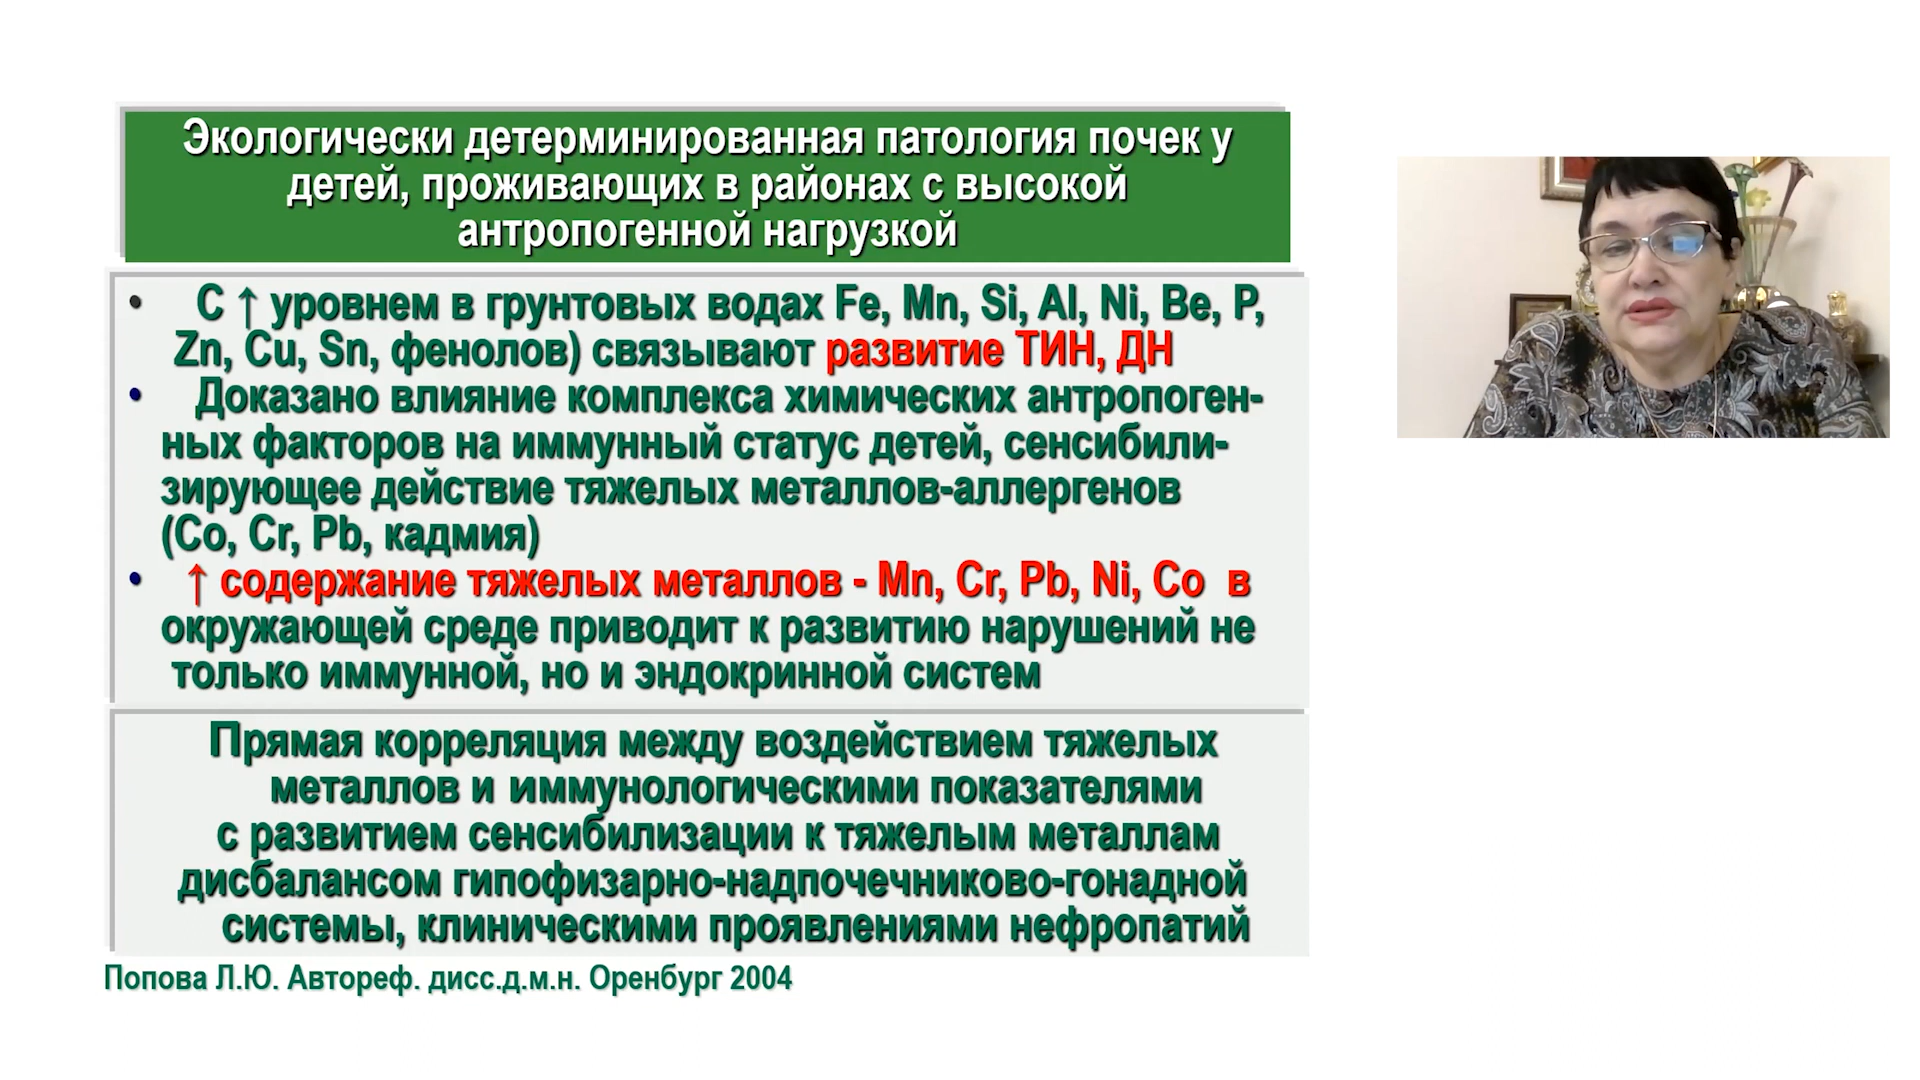 Экологически детерминированная патология почек у
детей, проживающих в районах с высокой
антропогенной нагрузкой
• С ↑ уровнем в грунтовых водах Fe, Mn, Si, Al, Ni, Be, P,
Zn, Cu, Sn, фенолов) связывают развитие ТИН, ДН
• Доказано влияние комплекса химических антропоген-
ных факторов на иммунный статус детей, сенсибили-
зирующее действие тяжелых металлов-аллергенов
(Co, Cr, Pb, кадмия)
• ↑ содержание тяжелых металлов - Mn, Cr, Pb, Ni, Co в
окружающей среде приводит к развитию нарушений не
только иммунной, но и эндокринной систем
Прямая корреляция между воздействием тяжелых
металлов и иммунологическими показателями
с развитием сенсибилизации к тяжелым металлам
дисбалансом гипофизарно-надпочечниково-гонадной
системы, клиническими проявлениями нефропатий
Попова Л.Ю. Автореф. дисс.д.м.н. Оренбург 2004